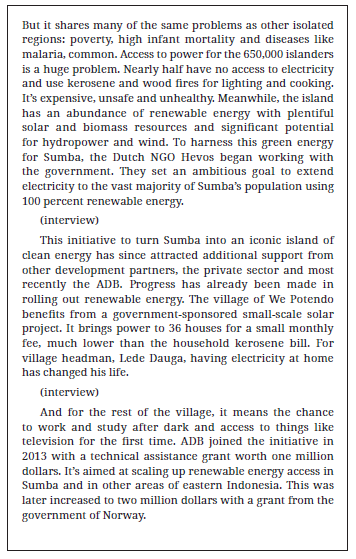 But it shares many of the same problems as other isolated
regions: poverty, high infant mortality and diseases like
malaria, common. Access to power for the 650,000 islanders
is a huge problem. Nearly half have no access to electricity
and use kerosene and wood fires for lighting and cooking.
It's expensive, unsafe and unhealthy. Meanwhile, the island
has an abundance of renewable energy with plentiful
solar and biomass resources and significant potential
for hydropower and wind. To harness this green energy
for Sumba, the Dutch NGO Hevos began working with
the government. They set an ambitious goal to extend
electricity to the vast majority of Sumba's population using
100 percent renewable energy.
(interview)
This initiative to turn Sumba into an iconic island of
clean energy has since attracted additional support from
other development partners, the private sector and most
recently the ADB. Progress has already been made in
rolling out renewable energy. The village of We Potendo
benefits from a government-sponsored small-scale solar
project. It brings power to 36 houses for a small monthly
fee, much lower than the household kerosene bill. For
village headman, Lede Dauga, having electricity at home
has changed his life.
(interview)
And for the rest of the village, it means the chance
to work and study after dark and access to things like
television for the first time. ADB joined the initiative in
2013 with a technical assistance grant worth one million
dollars. It's aimed at scaling up renewable energy access in
Sumba and in other areas of eastern Indonesia. This was
later increased to two million dollars with a grant from the
government of Norway.